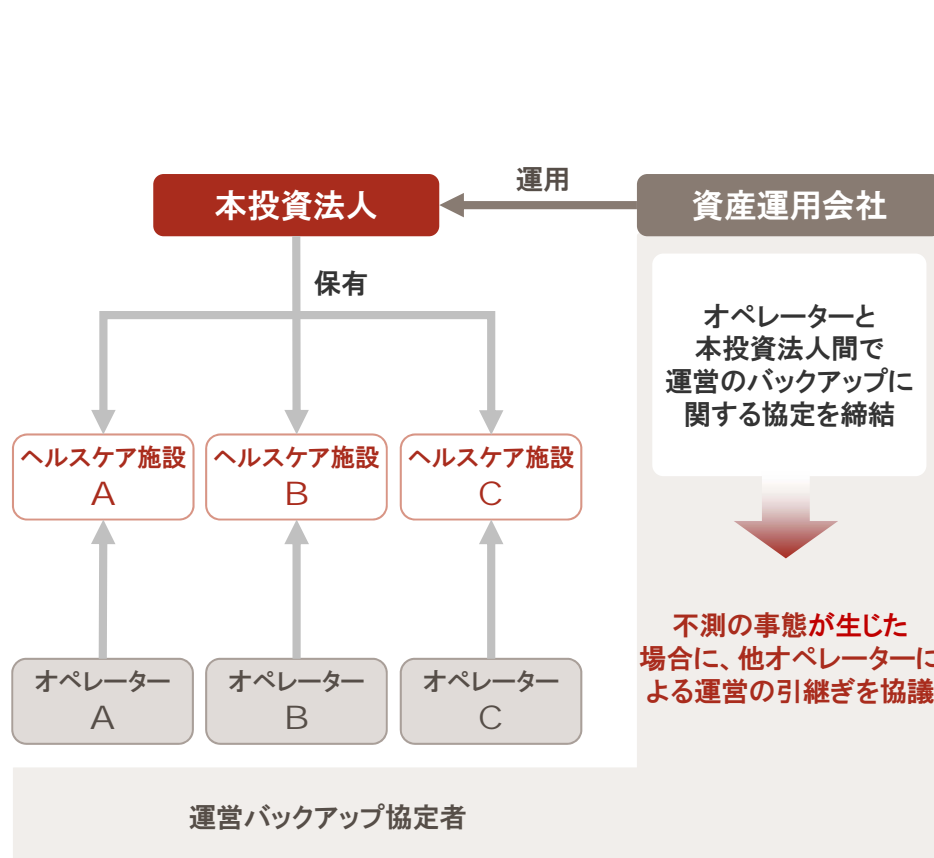 運用
本投資法人
資産運用会社
保有
オペレーターと
本投資法人間で
運営のバックアップに
関する協定を締結
ヘルスケア施設
A
ヘルスケア施設
B
ヘルスケア施設
C
不測の事態が生じた
場合に、他オペレーターに
よる運営の引継ぎを協議
オペレーター
A
オペレーター
B
オペレーター
C
運営バックアップ協定者